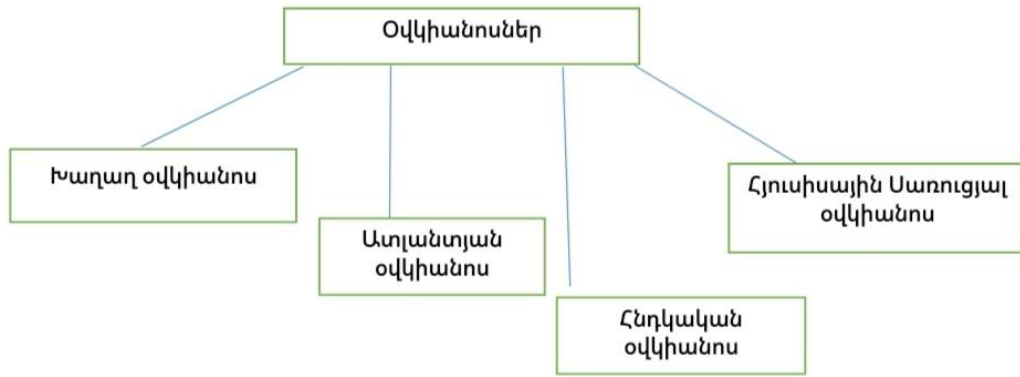 Օվկիանոսներ
Խաղաղ օվկիանոս
Ատլանտյան
օվկիանոս
Հնդկական
օվկիանոս
Հյուսիսային Սառուցյալ
օվկիանոս